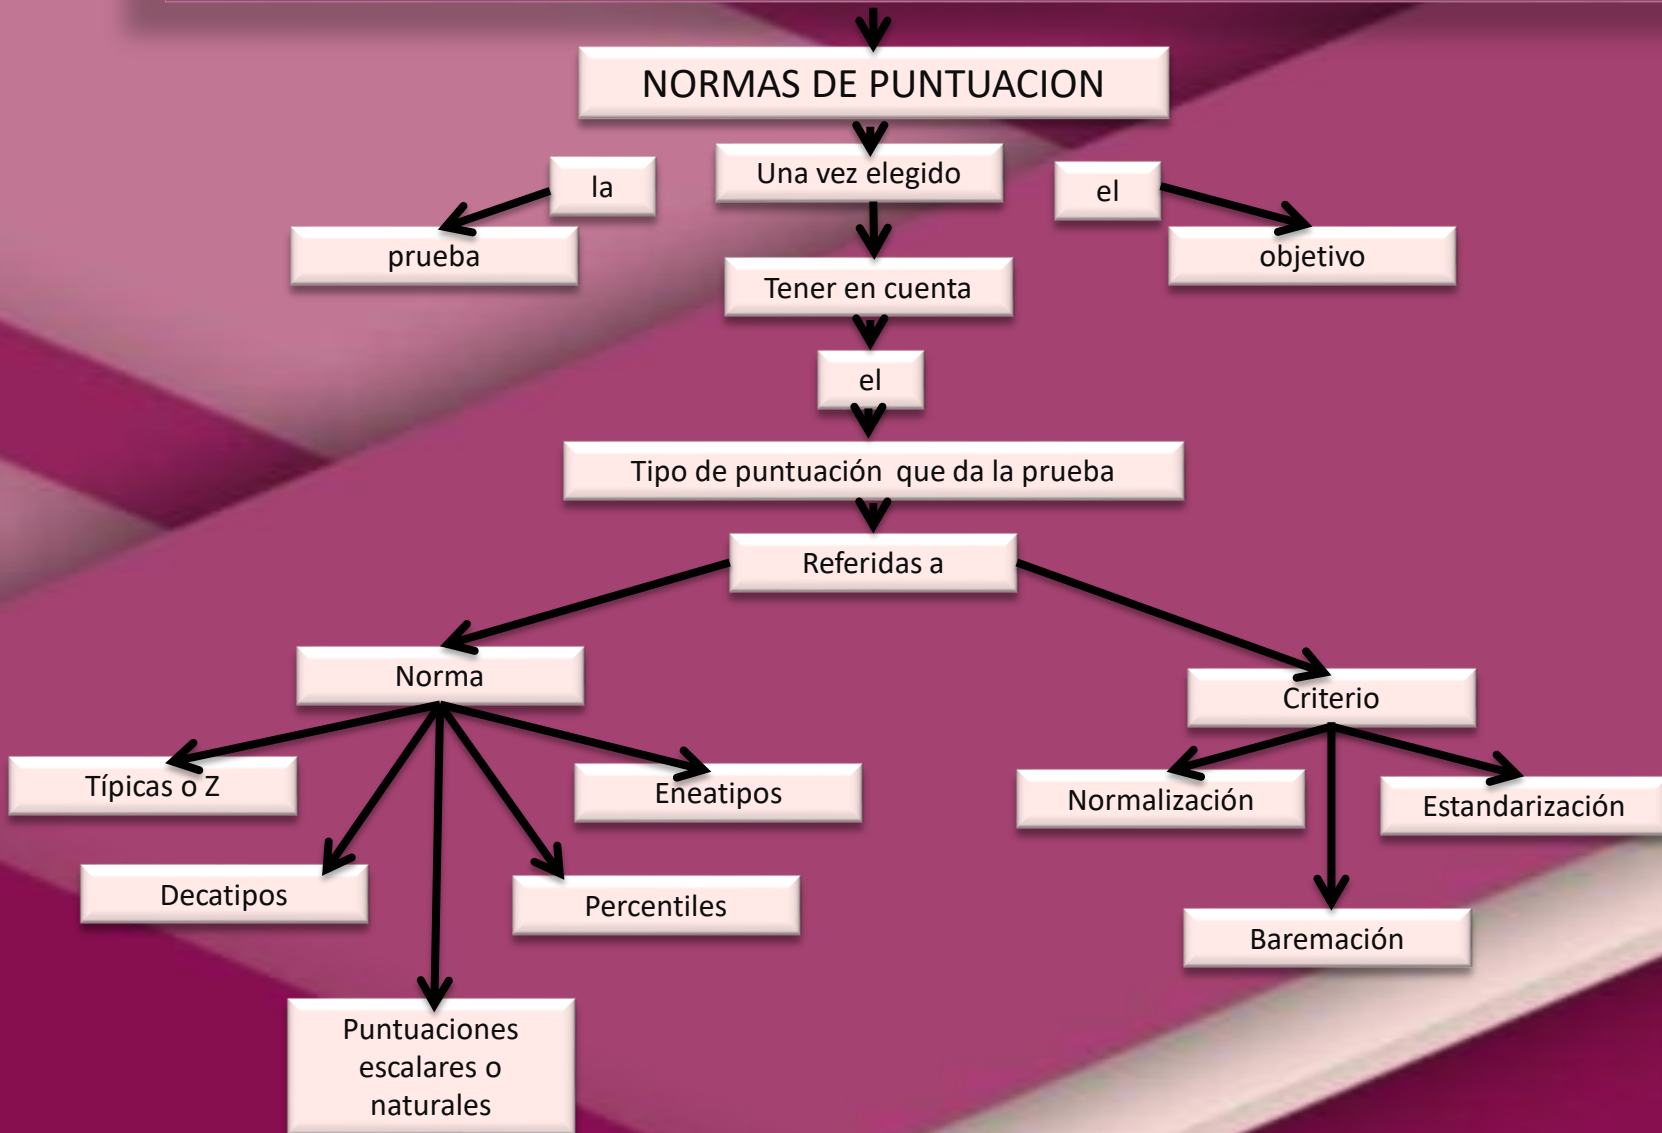 NORMAS DE PUNTUACION
la
Una vez elegido
el
prueba
objetivo
Tener en cuenta
el
Tipo de puntuación  que da la prueba
Referidas a
Norma
Criterio
Típicas o Z
Eneatipos
Normalización
Estandarización
Decatipos
Percentiles
Baremación
Puntuaciones
escalares o
naturales